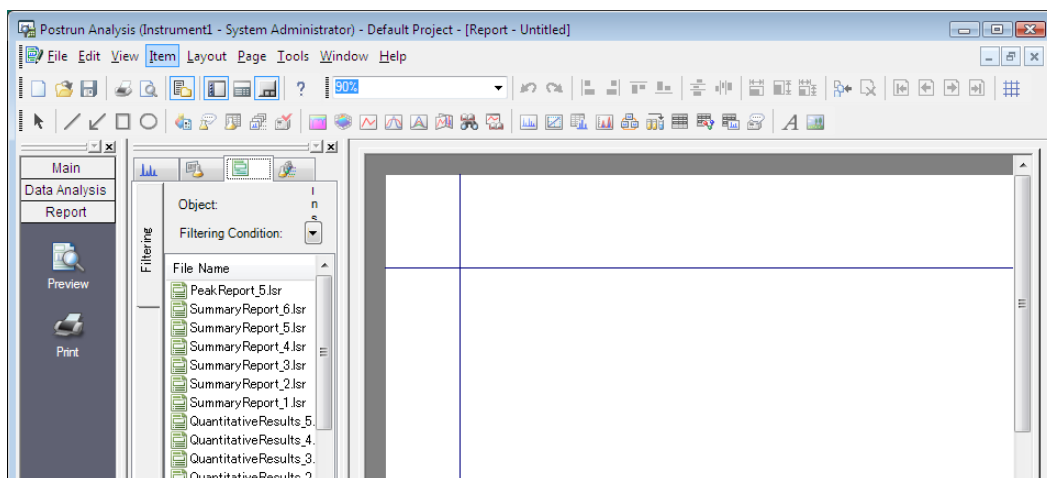 Postrun Analysis (Instrument1 - System Administrator) - Default Project - [Report - Untitled]
File Edit View Item Layout Page Tools Window Help
90%
Main
Data Analysis
Report
Preview
Print
Filtering
Object:
Filtering Condition:
File Name
PeakReport_5.lsr
SummaryReport_6.lsr
SummaryReport_5.lsr
SummaryReport_4.lsr
SummaryReport_3.lsr
SummaryReport_2.lsr
SummaryReport_1.lsr
QuantitativeResults_5.
QuantitativeResults_4.
QuantitativeResults_3.
QuantitativeResults_2.